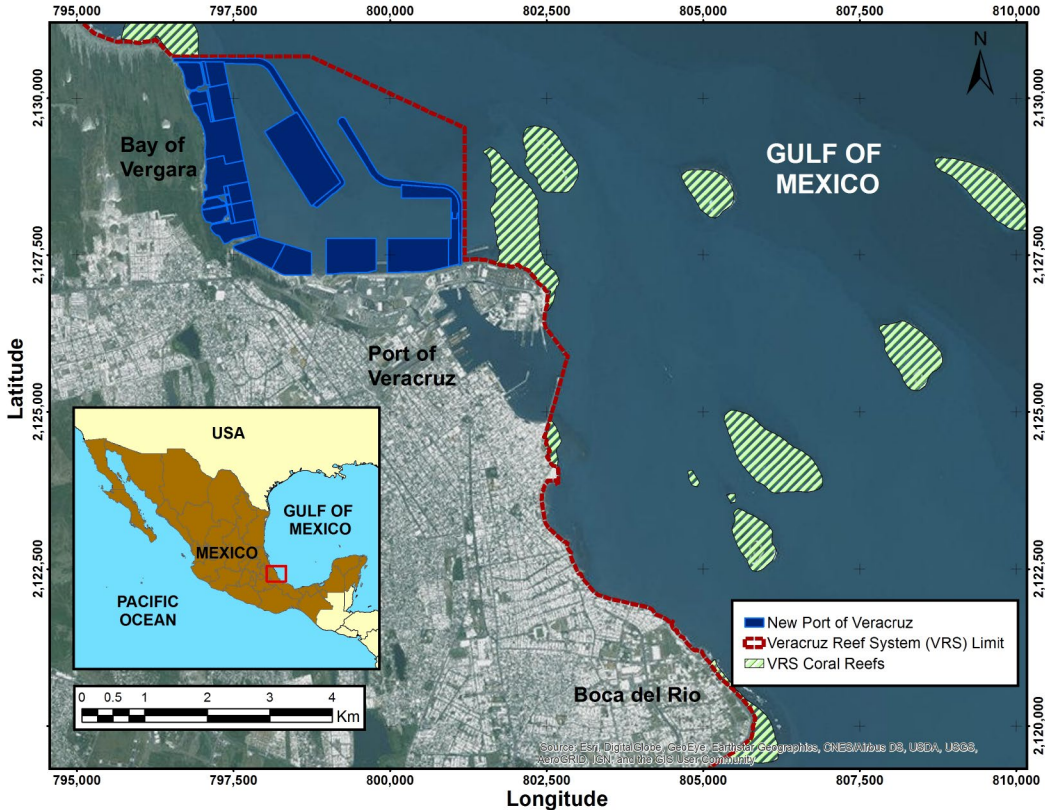 795,000 797,500 800,000 802,500 805,000 807,500 810,000
N
2,130,000
2,127,500
2,125,000
2,122,500
2,120,000
Latitude
Bay of
Vergara
GULF OF
MEXICO
Port of
Veracruz
Boca del Rio
USA
GULF OF
MEXICO
MEXICO
PACIFIC
OCEAN
0 0.5 1 2 3 4
Km
New Port of Veracruz
Veracruz Reef System (VRS) Limit
VRS Coral Reefs
Source: Esri, DigitalGlobe, GeoEye, Earthstar Geographics, CNES/Airbus DS, USDA, USGS,
AeroGRID, IGN, and the GIS User Community
2,130,000
2,127,500
2,125,000
2,122,500
2,120,000
795,000 797,500 800,000 802,500 805,000 807,500 810,000
Longitude